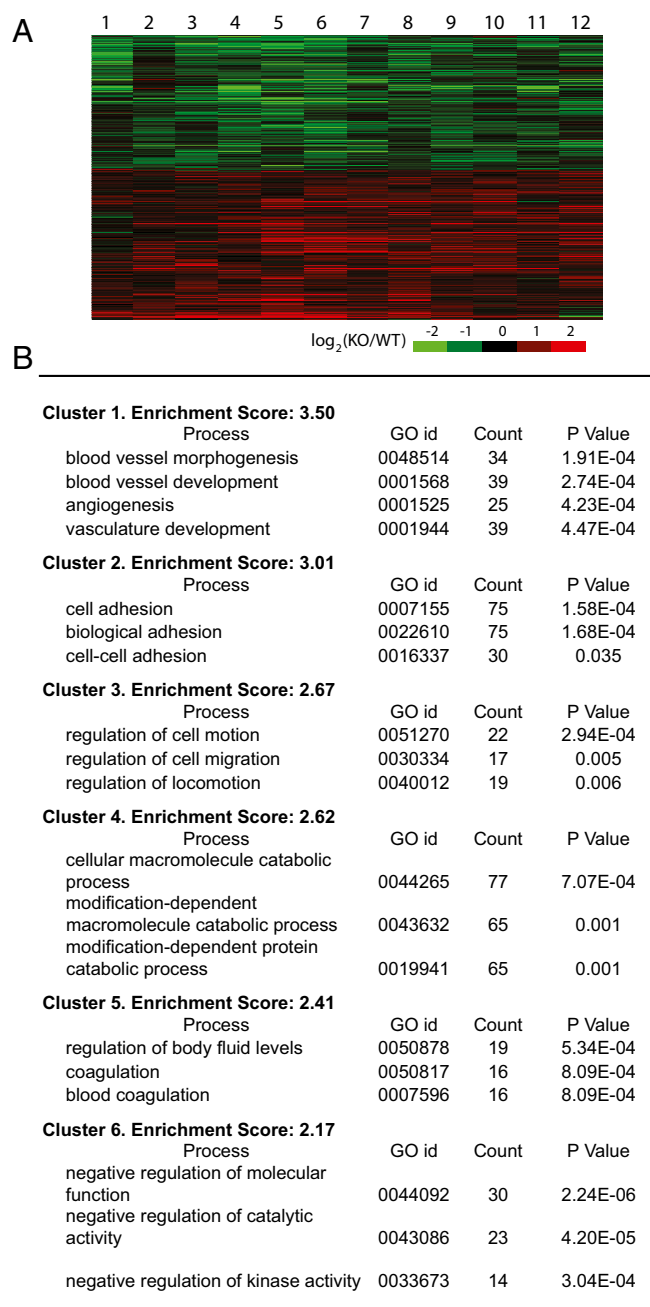 A
1 2 3 4 5 6 7 8 9 10 11 12
log2(KO/WT) -2 -1 0 1 2
B
Cluster 1. Enrichment Score: 3.50
Process GO id Count P Value
blood vessel morphogenesis 0048514 34 1.91E-04
blood vessel development 0001568 39 2.74E-04
angiogenesis 0001525 25 4.23E-04
vasculature development 0001944 39 4.47E-04
Cluster 2. Enrichment Score: 3.01
Process GO id Count P Value
cell adhesion 0007155 75 1.58E-04
biological adhesion 0022610 75 1.68E-04
cell-cell adhesion 0016337 30 0.035
Cluster 3. Enrichment Score: 2.67
Process GO id Count P Value
regulation of cell motion 0051270 22 2.94E-04
regulation of cell migration 0030334 17 0.005
regulation of locomotion 0040012 19 0.006
Cluster 4. Enrichment Score: 2.62
Process GO id Count P Value
cellular macromolecule catabolic
process 0044265 77 7.07E-04
modification-dependent
macromolecule catabolic process 0043632 65 0.001
modification-dependent protein
catabolic process 0019941 65 0.001
Cluster 5. Enrichment Score: 2.41
Process GO id Count P Value
regulation of body fluid levels 0050878 19 5.34E-04
coagulation 0050817 16 8.09E-04
blood coagulation 0007596 16 8.09E-04
Cluster 6. Enrichment Score: 2.17
Process GO id Count P Value
negative regulation of molecular
function 0044092 30 2.24E-06
negative regulation of catalytic
activity 0043086 23 4.20E-05
negative regulation of kinase activity 0033673 14 3.04E-04